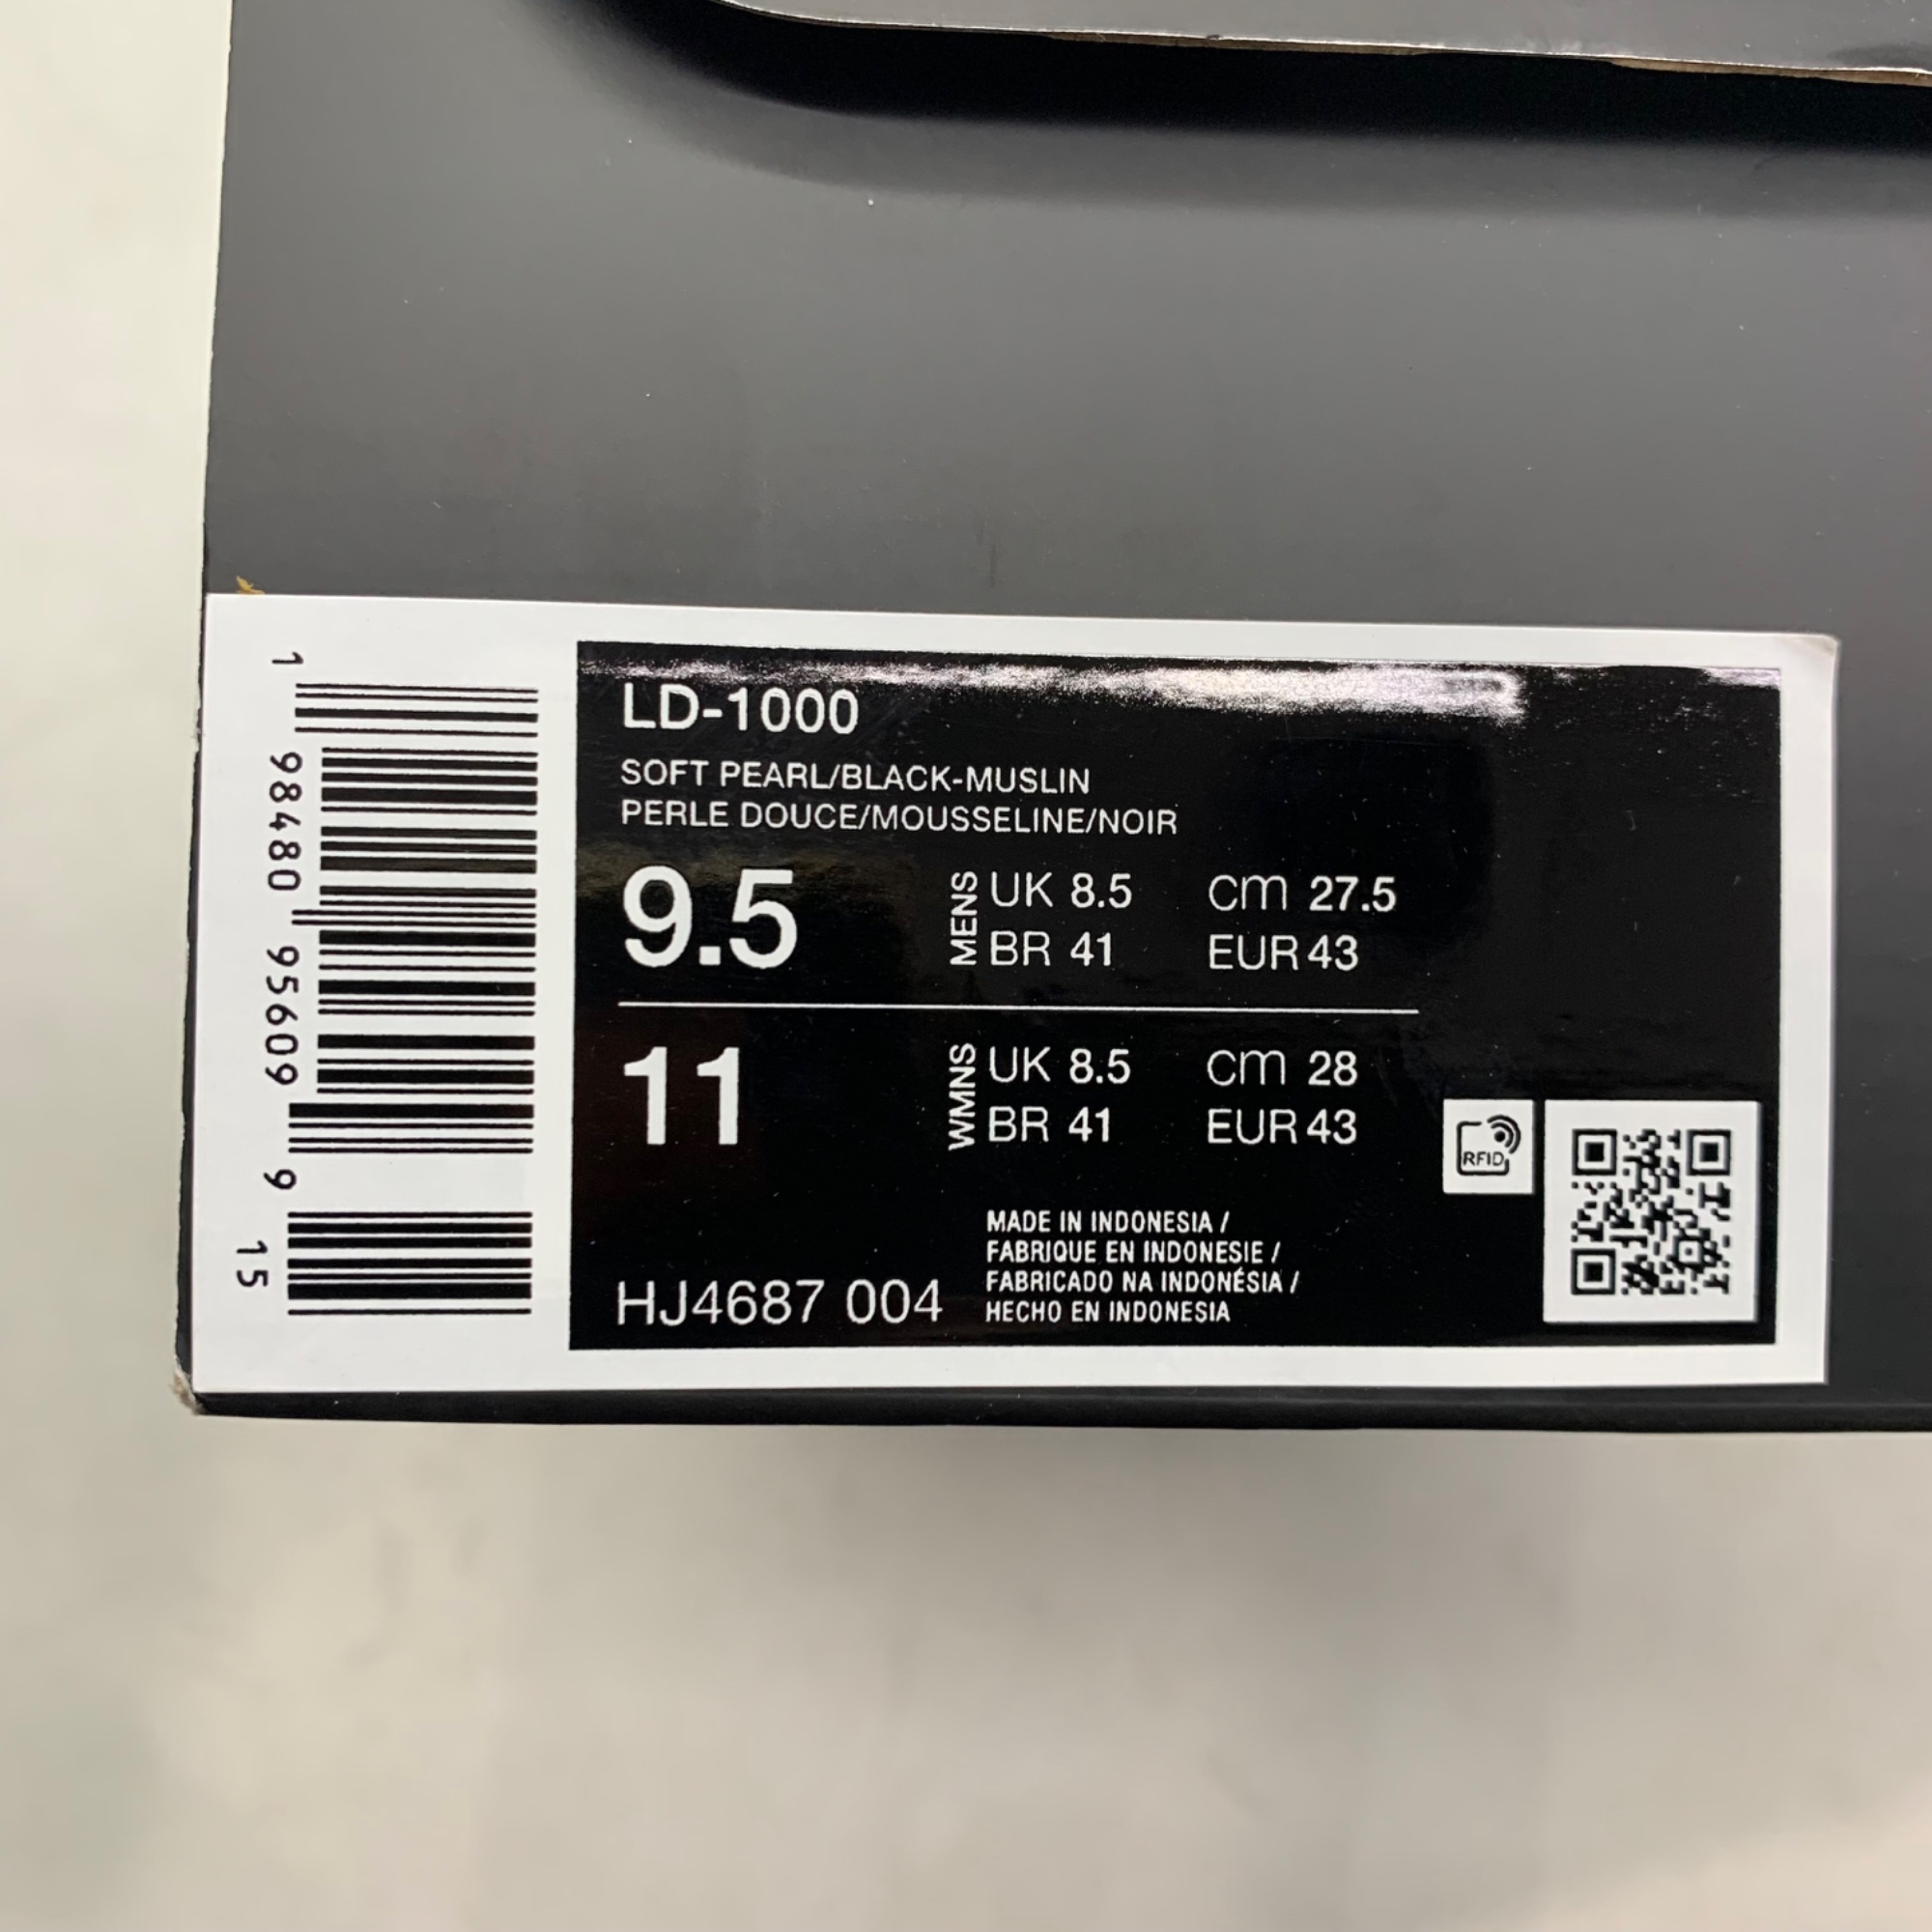 1 98480 95609 9 15
LD-1000
SOFT PEARL/BLACK-MUSLIN
PERLE DOUCE/MOUSSELINE/NOIR
9.5
MENS
UK 8.5 cm 27.5
BR 41 EUR 43
11
WMNS
UK 8.5 cm 28
BR 41 EUR 43
RFID
MADE IN INDONESIA /
FABRIQUE EN INDONESIE /
FABRICADO NA INDONÉSIA /
HECHO EN INDONESIA
HJ4687 004